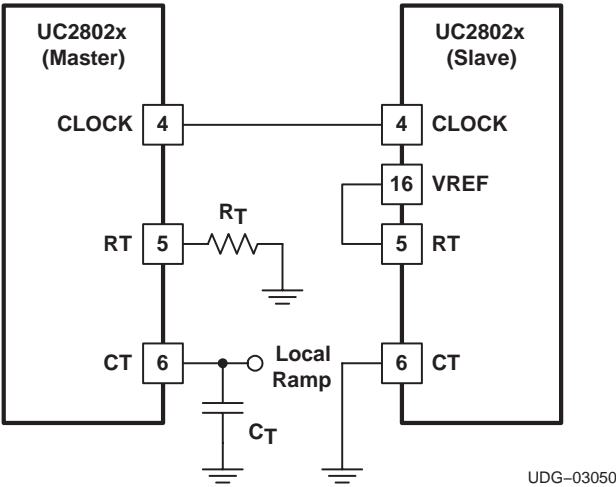 UC2802x
(Master)
UC2802x
(Slave)
CLOCK 4
4 CLOCK
16 VREF
RT 5
RT
5 RT
CT 6
Local
Ramp
6 CT
CT
UDG–03050